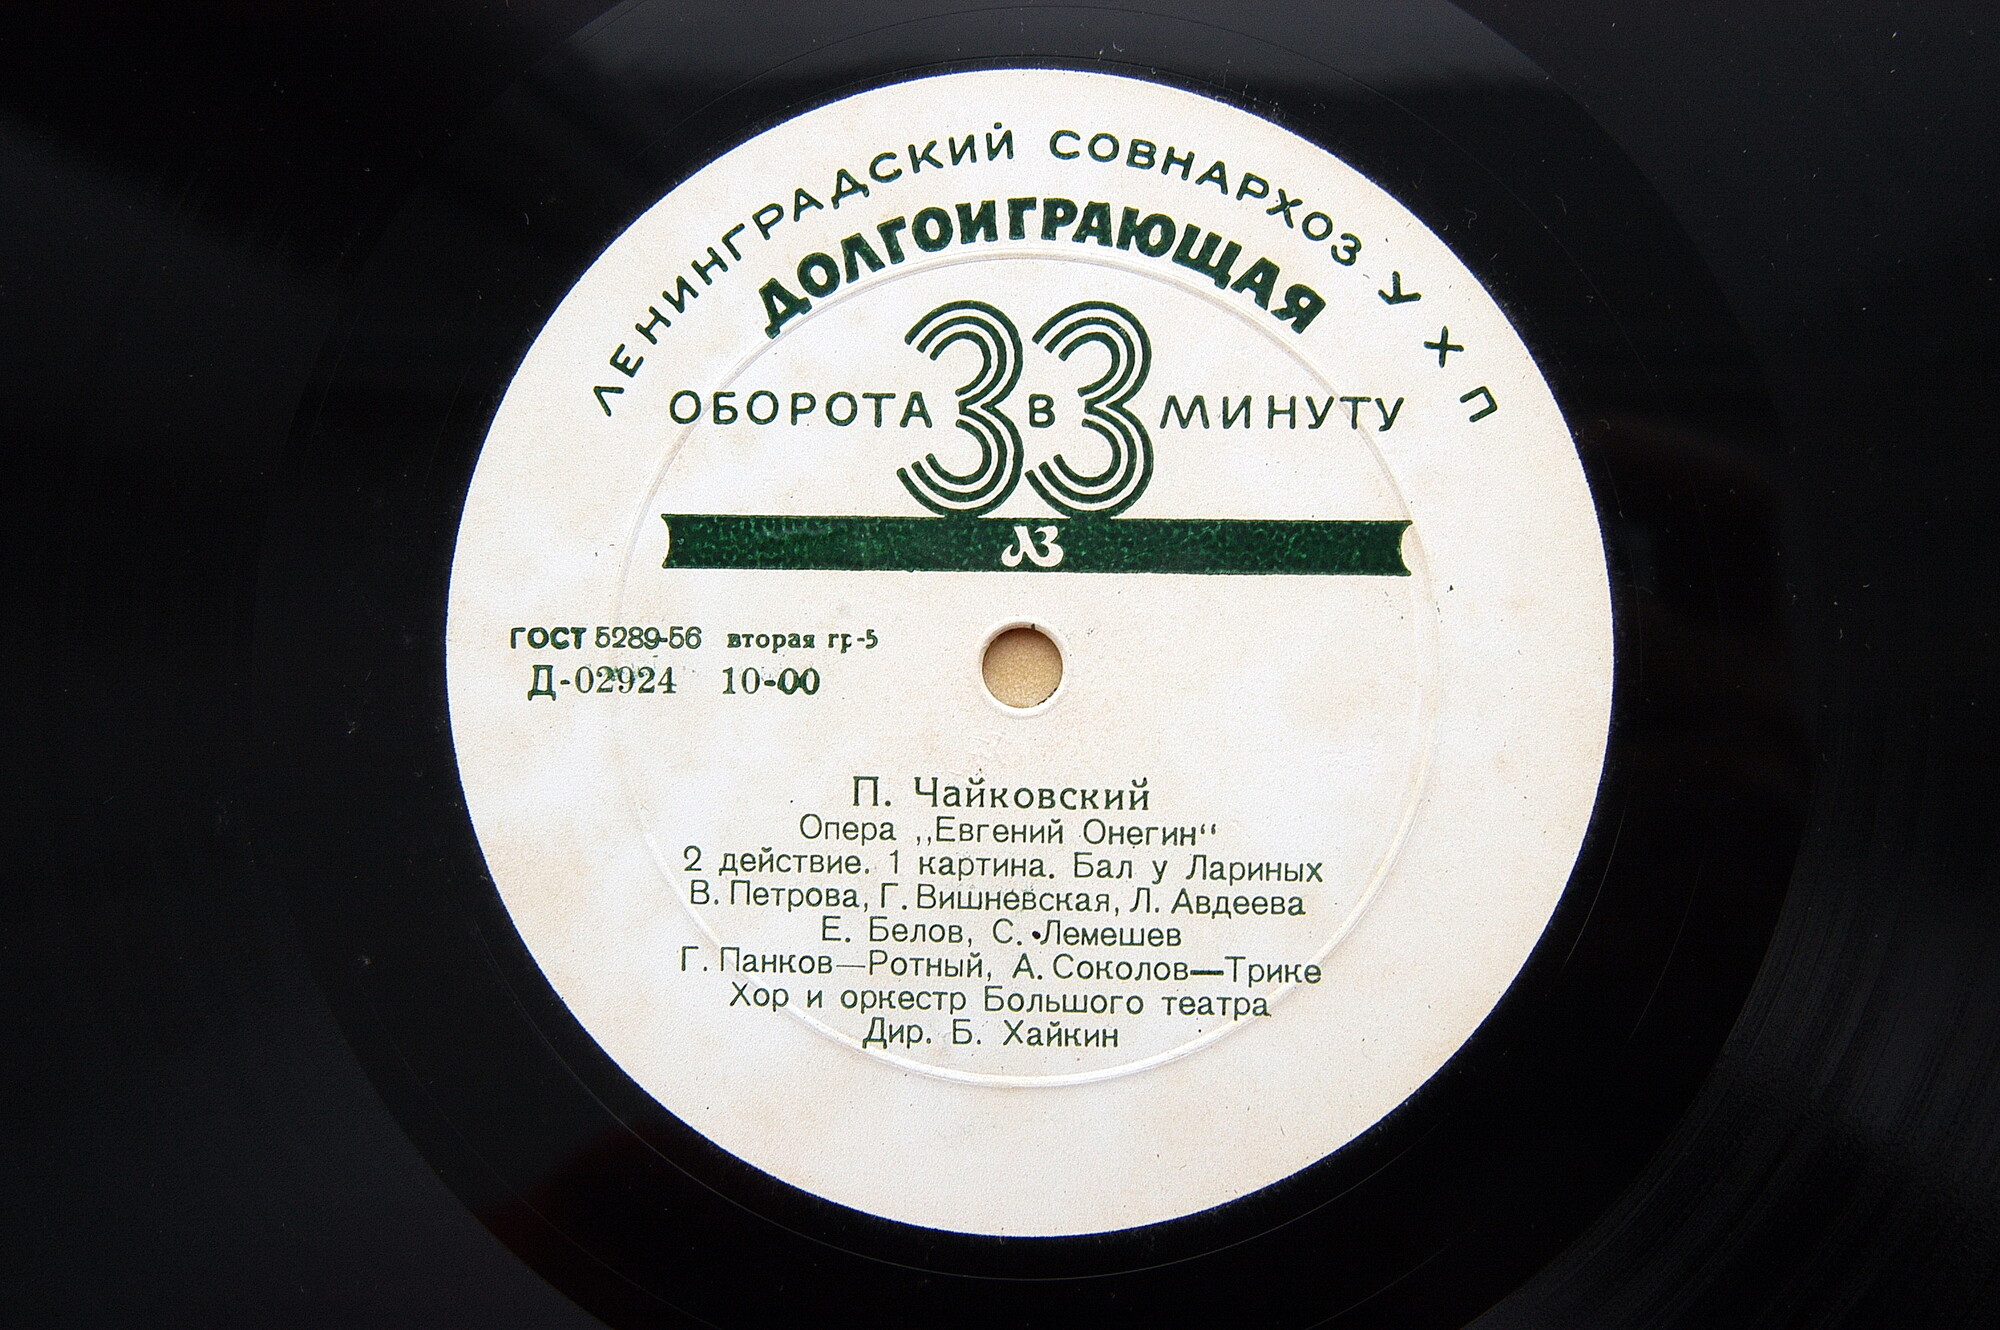 ЛЕНИНГРАДСКИЙ СОВНАРХОЗ У Х П
ДОЛГОИГРАЮЩАЯ
33
ОБОРОТА В МИНУТУ
ЛЗ
ГОСТ 5289-56 вторая гр-5
Д-02924 10-00
П. Чайковский
Опера „Евгений Онегин“
2 действие. 1 картина. Бал у Лариных
В. Петрова, Г. Вишневская, Л. Авдеева
Е. Белов, С. Лемешев
Г. Панков—Ротный, А. Соколов—Трике
Хор и оркестр Большого театра
Дир. Б. Хайкин